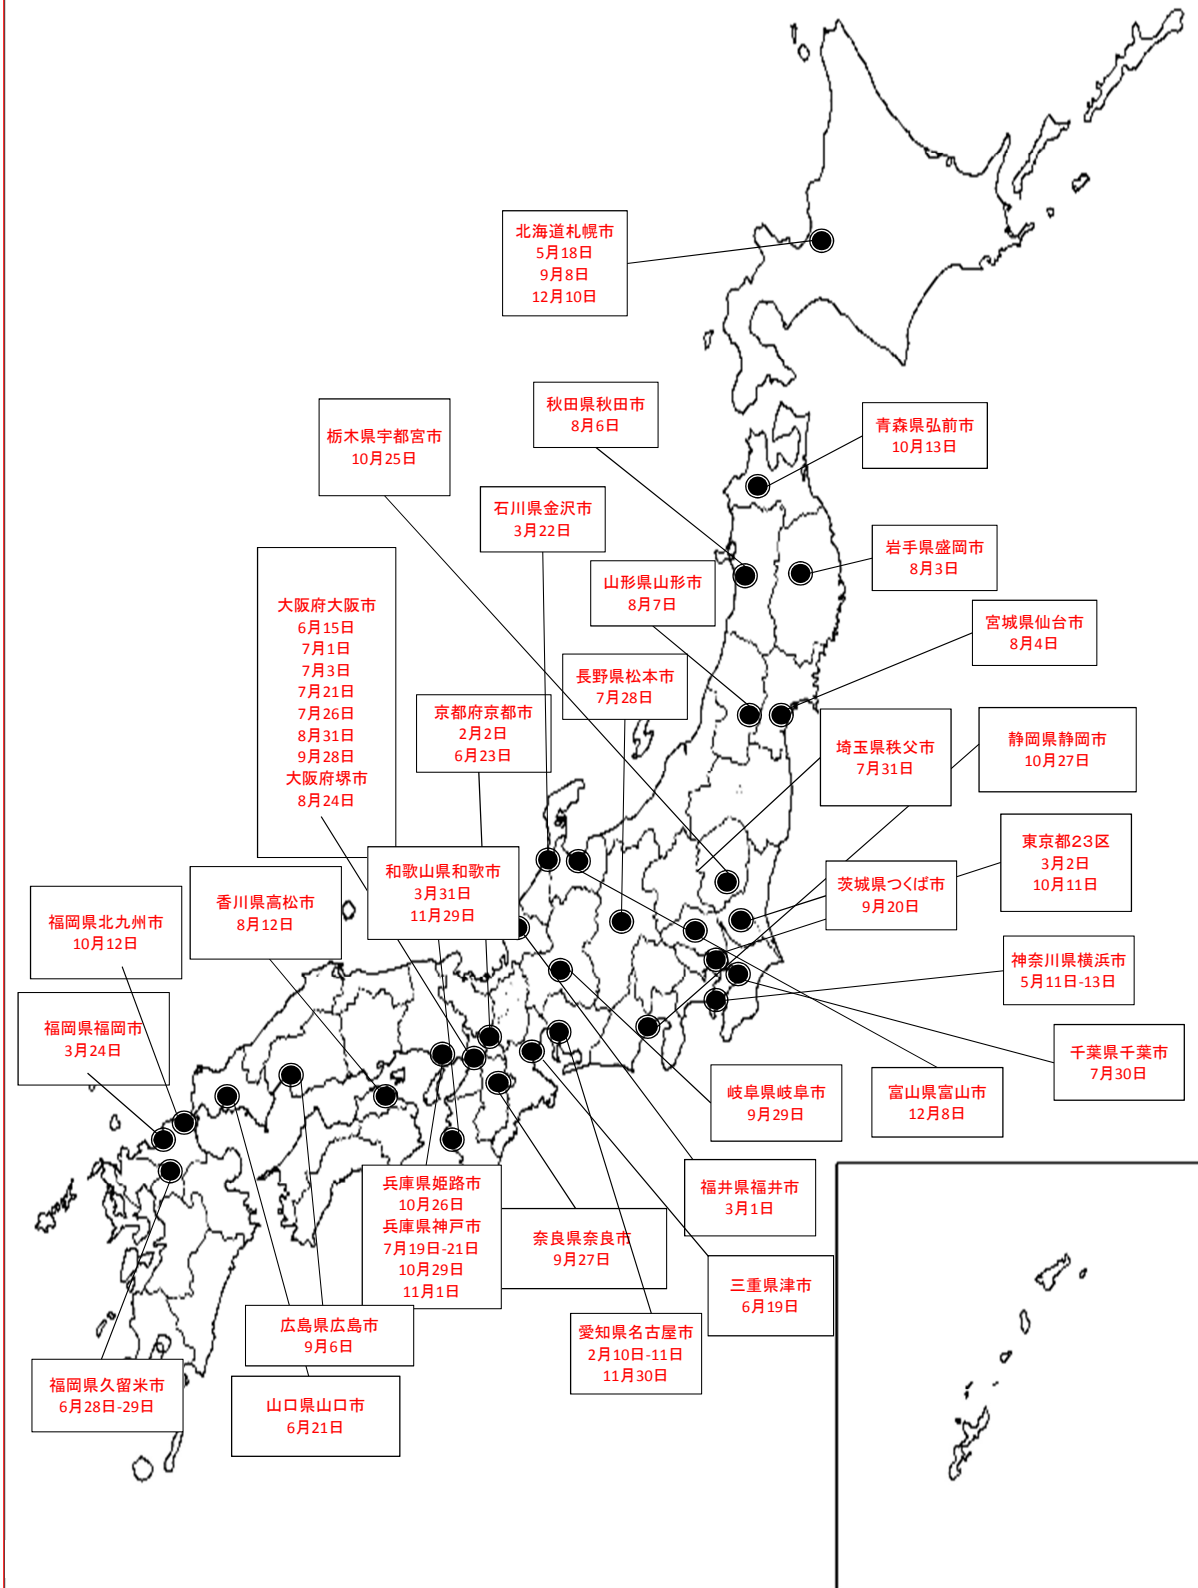 北海道札幌市
5月18日
9月8日
12月10日
秋田県秋田市
8月6日
青森県弘前市
10月13日
栃木県宇都宮市
10月25日
石川県金沢市
3月22日
岩手県盛岡市
8月3日
山形県山形市
8月7日
宮城県仙台市
8月4日
大阪府大阪市
6月15日
7月1日
7月3日
7月21日
7月26日
8月31日
9月28日
大阪府堺市
8月24日
長野県松本市
7月28日
京都府京都市
2月2日
6月23日
埼玉県秩父市
7月31日
静岡県静岡市
10月27日
東京都23区
3月2日
10月11日
和歌山県和歌市
3月31日
11月29日
茨城県つくば市
9月20日
香川県高松市
8月12日
福岡県北九州市
10月12日
神奈川県横浜市
5月11日-13日
福岡県福岡市
3月24日
千葉県千葉市
7月30日
岐阜県岐阜市
9月29日
富山県富山市
12月8日
兵庫県姫路市
10月26日
兵庫県神戸市
7月19日-21日
10月29日
11月1日
福井県福井市
3月1日
奈良県奈良市
9月27日
三重県津市
6月19日
広島県広島市
9月6日
愛知県名古屋市
2月10日-11日
11月30日
福岡県久留米市
6月28日-29日
山口県山口市
6月21日